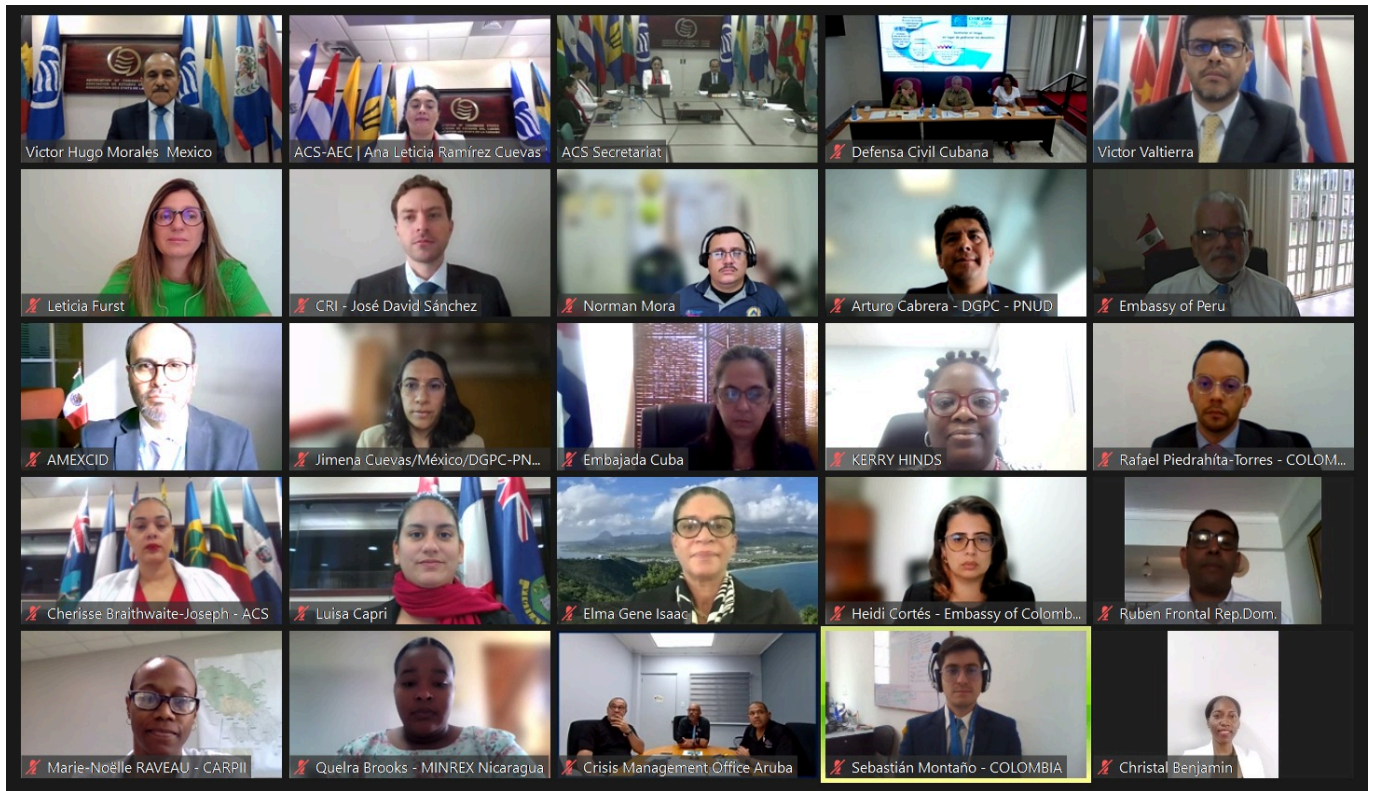 Victor Hugo Morales Mexico
ACS-AEC | Ana Leticia Ramírez Cuevas
ACS Secretariat
Defensa Civil Cubana
Victor Valtierra
Leticia Furst
CRI - José David Sánchez
Norman Mora
Arturo Cabrera - DGPC - PNUD
Embassy of Peru
AMEXCID
Jimena Cuevas/México/DGPC-PN...
Embajada Cuba
KERRY HINDS
Rafael Piedrahíta-Torres - COLOM...
Cherisse Braithwaite-Joseph - ACS
Luisa Capri
Elma Gene Isaac
Heidi Cortés - Embassy of Colomb...
Ruben Frontal Rep.Dom.
Marie-Noëlle RAVEAU - CARPII
Quelra Brooks - MINREX Nicaragua
Crisis Management Office Aruba
Sebastián Montaño - COLOMBIA
Christal Benjamin